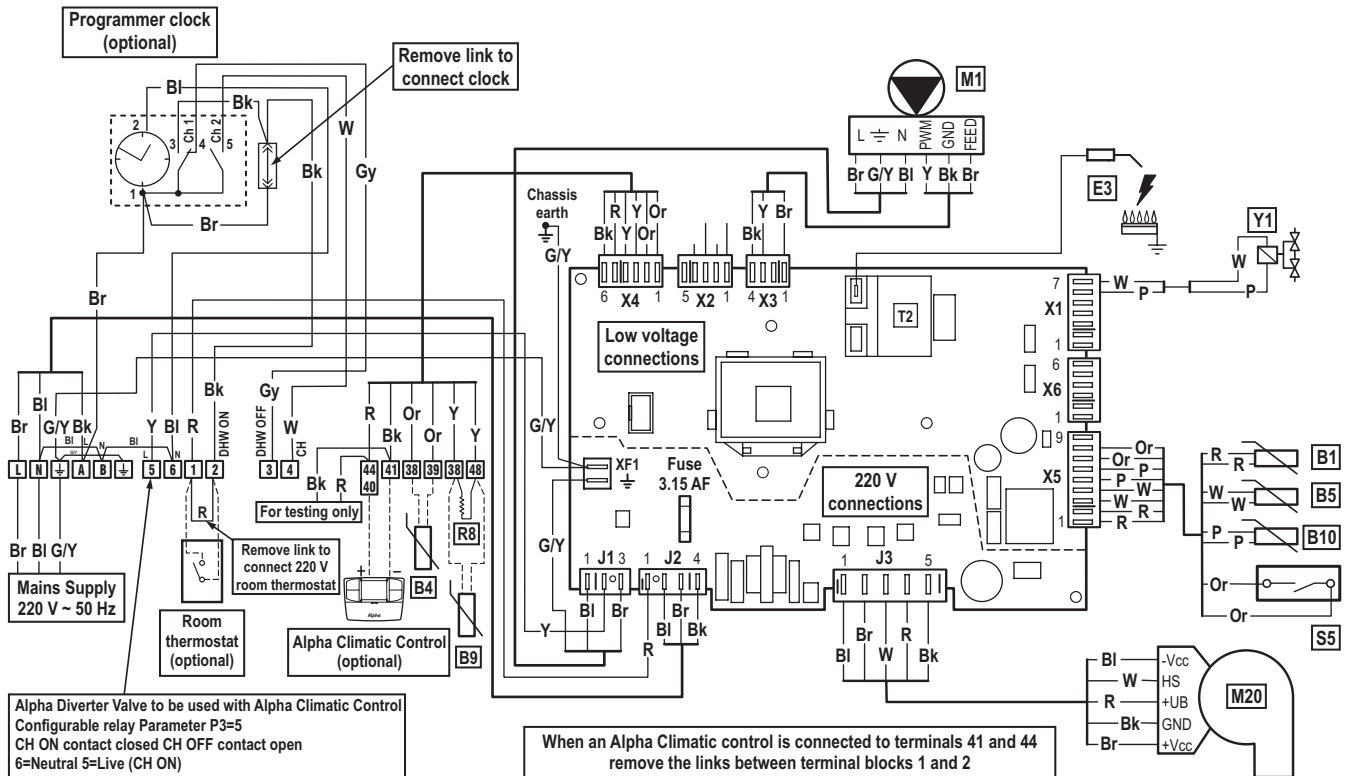 Programmer clock
(optional)
Remove link to
connect clock
Bl
Bk
W
Gy
Bk
2
3
Ch 1
4
Ch 2
5
1
Br
Br
M1
L
N
PWM
GND
FEED
Br G/Y Bl Y Bk Br
E3
Y1
W
P
W
P
Chassis
earth
G/Y
R Y Or
Bk Y Or
Y Br
Bk
6 X4 1
5 X2 1
4 X3 1
T2
7
X1
1
6
X6
1
9
X5
1
Low voltage
connections
220 V
connections
Fuse
3.15 AF
XF1
G/Y
G/Y
Br
Bl
G/Y
Bk
Bl
G/Y
L
N
Bl
Y
Bl
R
Bk
DHW ON
Gy
DHW OFF
W
CH
R
Bk
Or
Or
Y
Y
L N A B
L
5
N
6
1 2
3 4
44
40
41 38 39 38 48
Bk
R
For testing only
R8
R
Remove link to
connect 220 V
room thermostat
Br Bl G/Y
Mains Supply
220 V ~ 50 Hz
Room
thermostat
(optional)
+
−
Alpha
Alpha Climatic Control
(optional)
B4
B9
1 J1 3
1 J2 4
1 J3 5
Bl
Br
Y
R
Bl
Br
Bk
Bl
Br
W
R
Bk
Or
Or
P
P
W
W
R
R
R
R
B1
W
W
B5
P
P
B10
Or
Or
S5
Bl -Vcc
W HS
R +UB
Bk GND
Br +Vcc
M20
Alpha Diverter Valve to be used with Alpha Climatic Control
Configurable relay Parameter P3=5
CH ON contact closed CH OFF contact open
6=Neutral 5=Live (CH ON)
When an Alpha Climatic control is connected to terminals 41 and 44
remove the links between terminal blocks 1 and 2